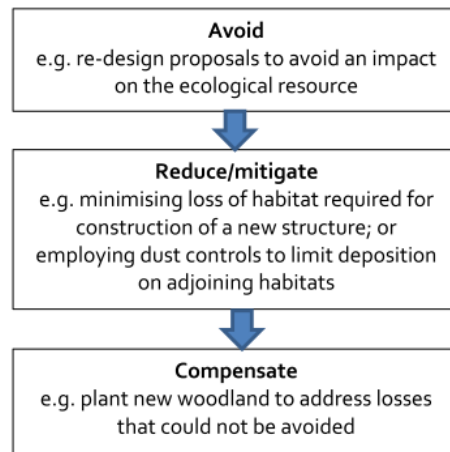 Avoid
e.g. re-design proposals to avoid an impact
on the ecological resource
Reduce/mitigate
e.g. minimising loss of habitat required for
construction of a new structure; or
employing dust controls to limit deposition
on adjoining habitats
Compensate
e.g. plant new woodland to address losses
that could not be avoided